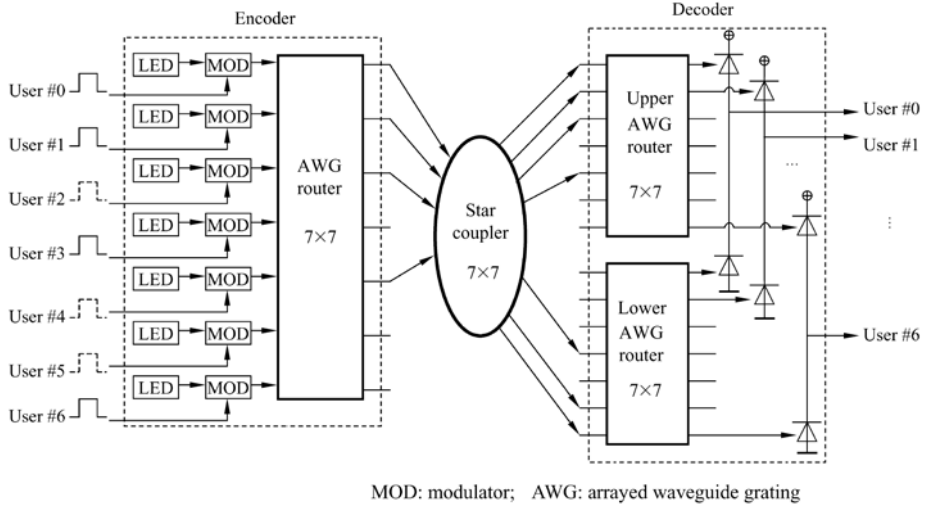 Encoder
Decoder
LED MOD
User #0
LED MOD
User #1
LED MOD
User #2
LED MOD
User #3
LED MOD
User #4
LED MOD
User #5
LED MOD
User #6
AWG
router
7×7
Star
coupler
7×7
Upper
AWG
router
7×7
Lower
AWG
router
7×7
User #0
User #1
...
...
User #6
MOD: modulator; AWG: arrayed waveguide grating